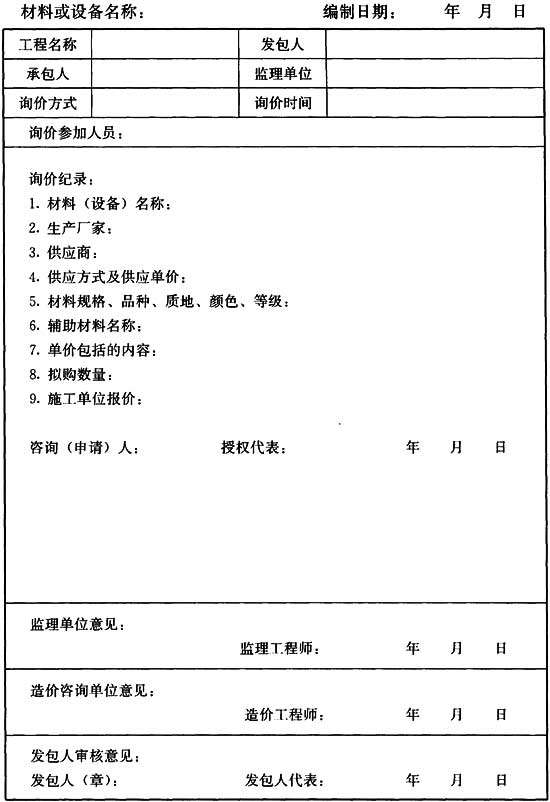 材料或设备名称： 编制日期： 年 月 日
工程名称 发包人
承包人 监理单位
询价方式 询价时间
询价参加人员：
询价纪录：
1. 材料（设备）名称；
2. 生产厂家；
3. 供应商：
4. 供应方式及供应单价；
5. 材料规格、品种、质地、颜色、等级；
6. 辅助材料名称；
7. 单价包括的内容：
8. 拟购数量：
9. 施工单位报价；
咨询（申请）人； 授权代表： 年 月 日
监理单位意见：
监理工程师： 年 月 日
造价咨询单位意见：
造价工程师： 年 月 日
发包人审核意见；
发包人（章）： 发包人代表： 年 月 日